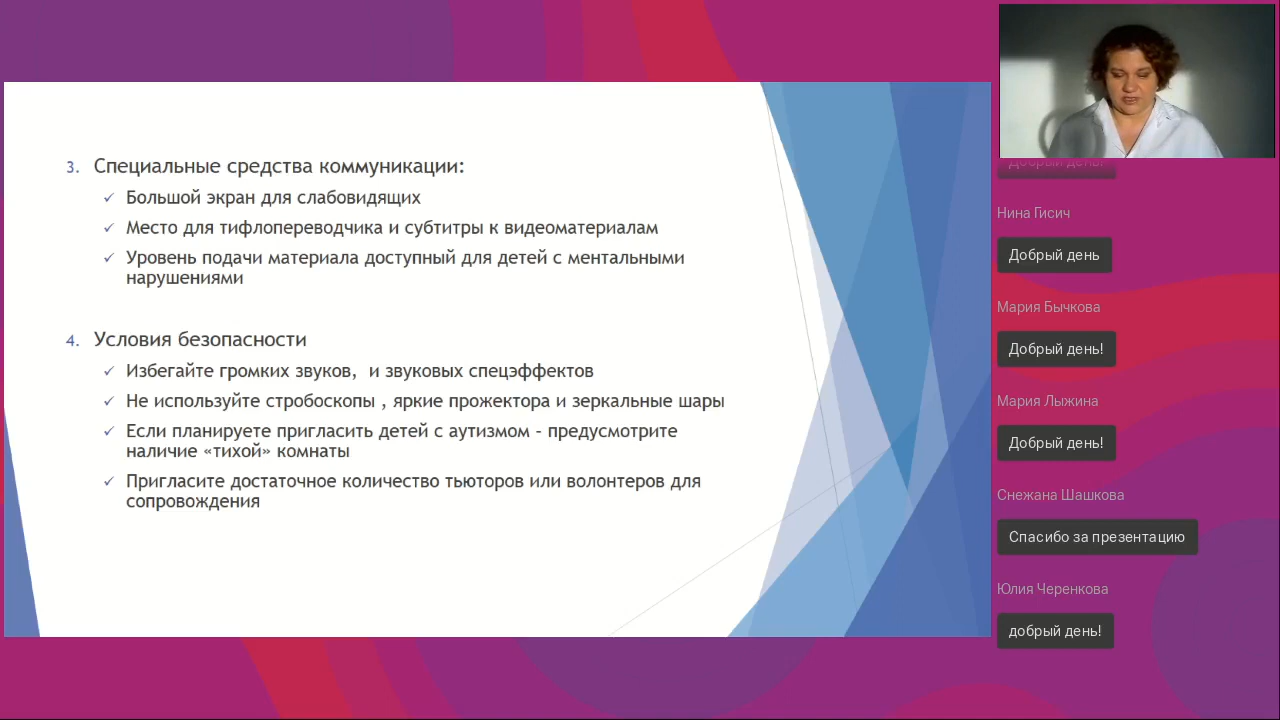 3. Специальные средства коммуникации:
✓ Большой экран для слабовидящих
✓ Место для тифлопереводчика и субтитры к видеоматериалам
✓ Уровень подачи материала доступный для детей с ментальными
нарушениями
4. Условия безопасности
✓ Избегайте громких звуков,  и звуковых спецэффектов
✓ Не используйте стробоскопы , яркие прожектора и зеркальные шары
✓ Если планируете пригласить детей с аутизмом – предусмотрите
наличие «тихой» комнаты
✓ Пригласите достаточное количество тьюторов или волонтеров для
сопровождения
Добрый день!
Нина Гисич
Добрый день
Мария Бычкова
Добрый день!
Мария Лыжина
Добрый день!
Снежана Шашкова
Спасибо за презентацию
Юлия Черенкова
добрый день!